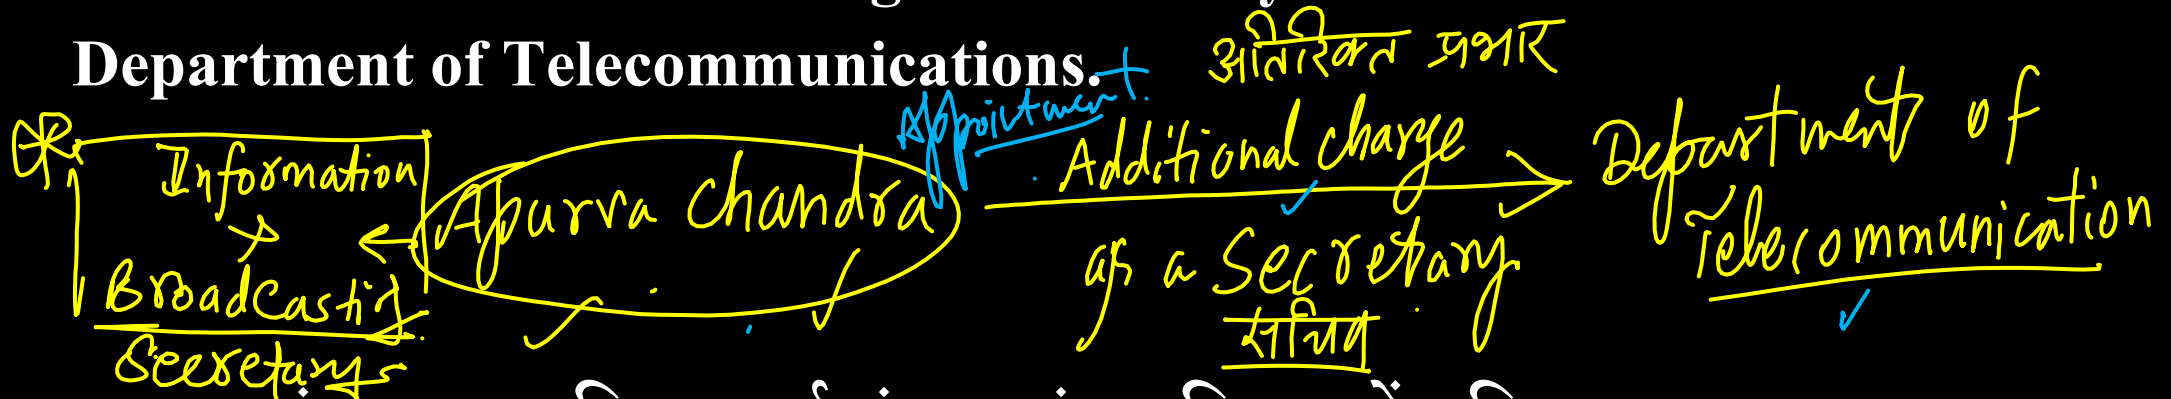 Department of Telecommunications.
अतिरिक्त प्रभार
Appointment
Information
&
Broadcasting
Secretary
Apurva Chandra
Additional charge
as a Secretary
सचिव
Department of
Telecommunication